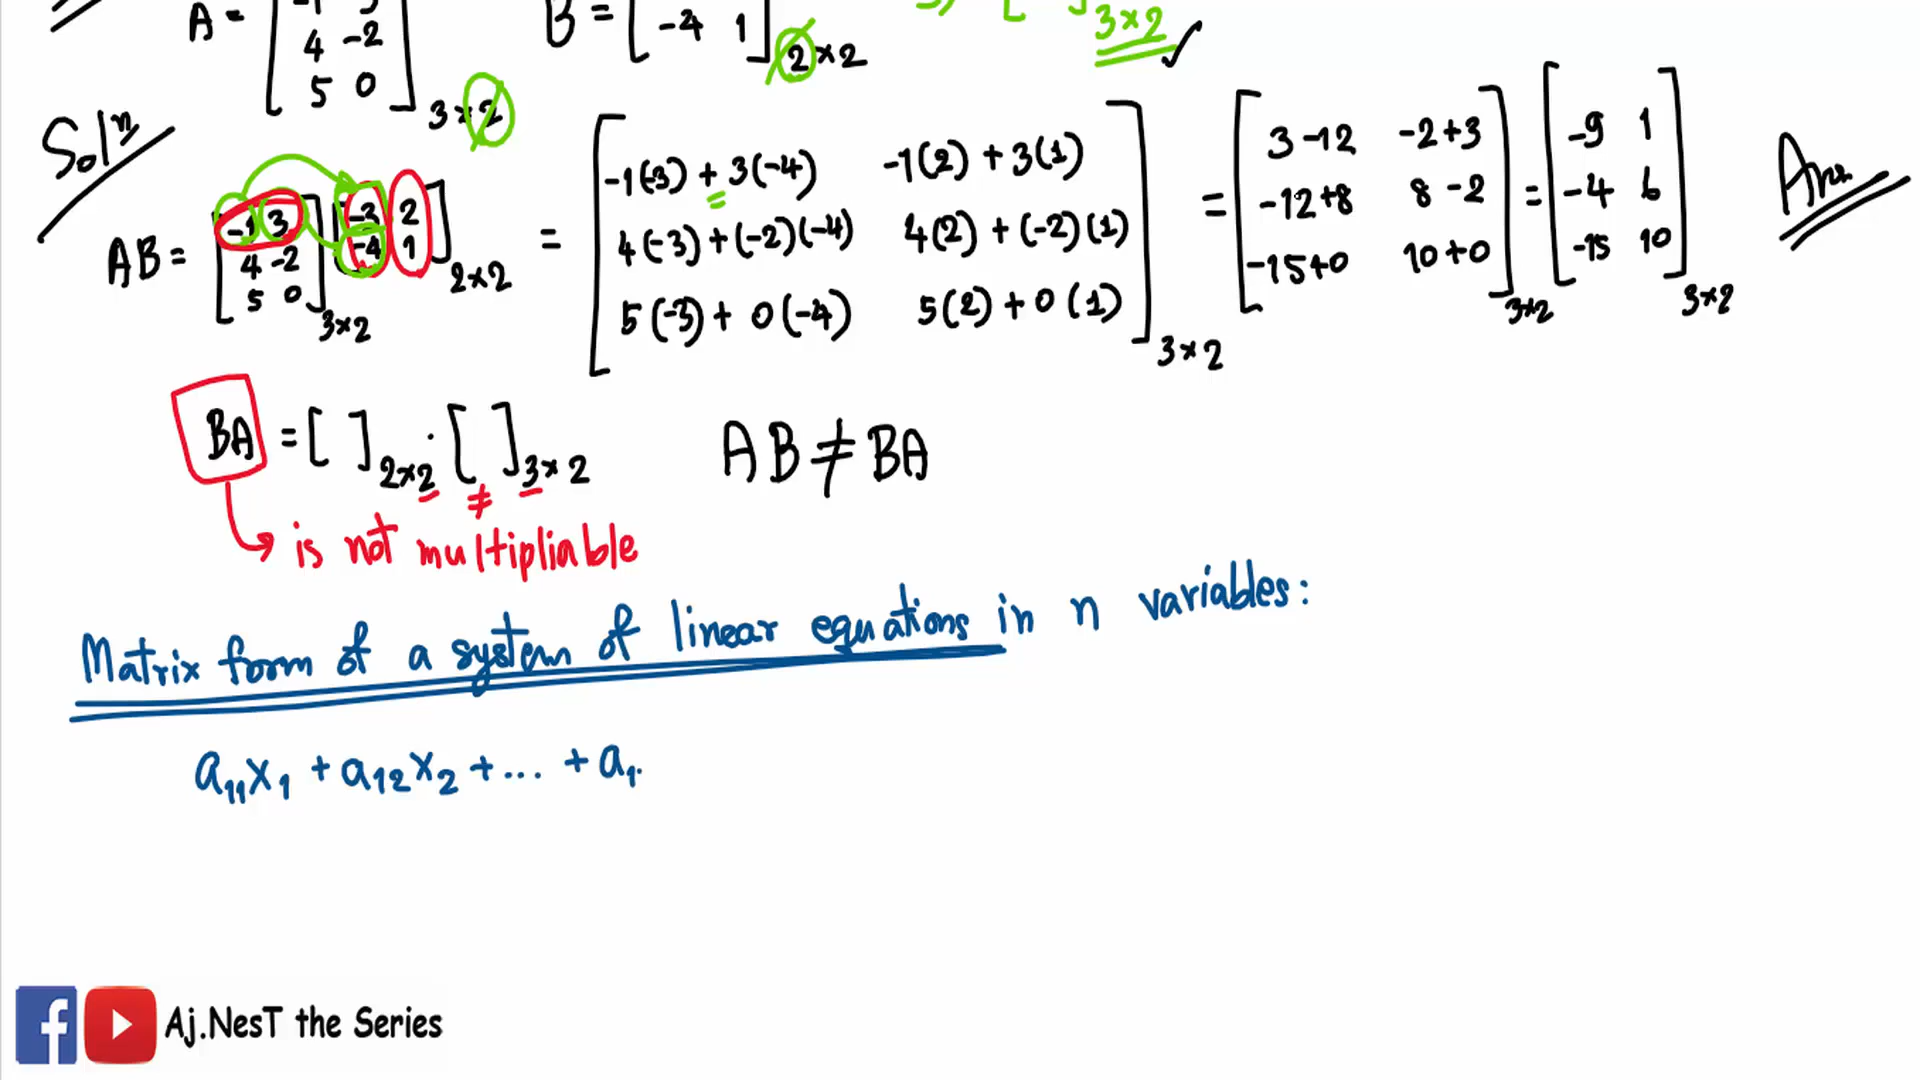 A = [ -1 3 B = [ -4 1 ] 2×2 3×2 ✓
4 -2
5 0 ] 3×2
Solⁿ
AB = [ -1 3 4 -2 5 0 ]3×2 [ -3 2 -4 1 ]2×2 = [ -1(-3) + 3(-4) -1(2) + 3(1) 4(-3) + (-2)(-4) 4(2) + (-2)(1) 5(-3) + 0(-4) 5(2) + 0(1) ]3×2 = [ 3-12 -2+3 -12+8 8-2 -15+0 10+0 ]3×2 = [ -9 1 -4 6 -15 10 ]3×2 Ans
BA = [ ]2×2 · [ ]3×2 AB ≠ BA
≠
is not multipliable
Matrix form of a system of linear equations in n variables:
a11x1 + a12x2 + ... + a1
Aj.NesT the Series